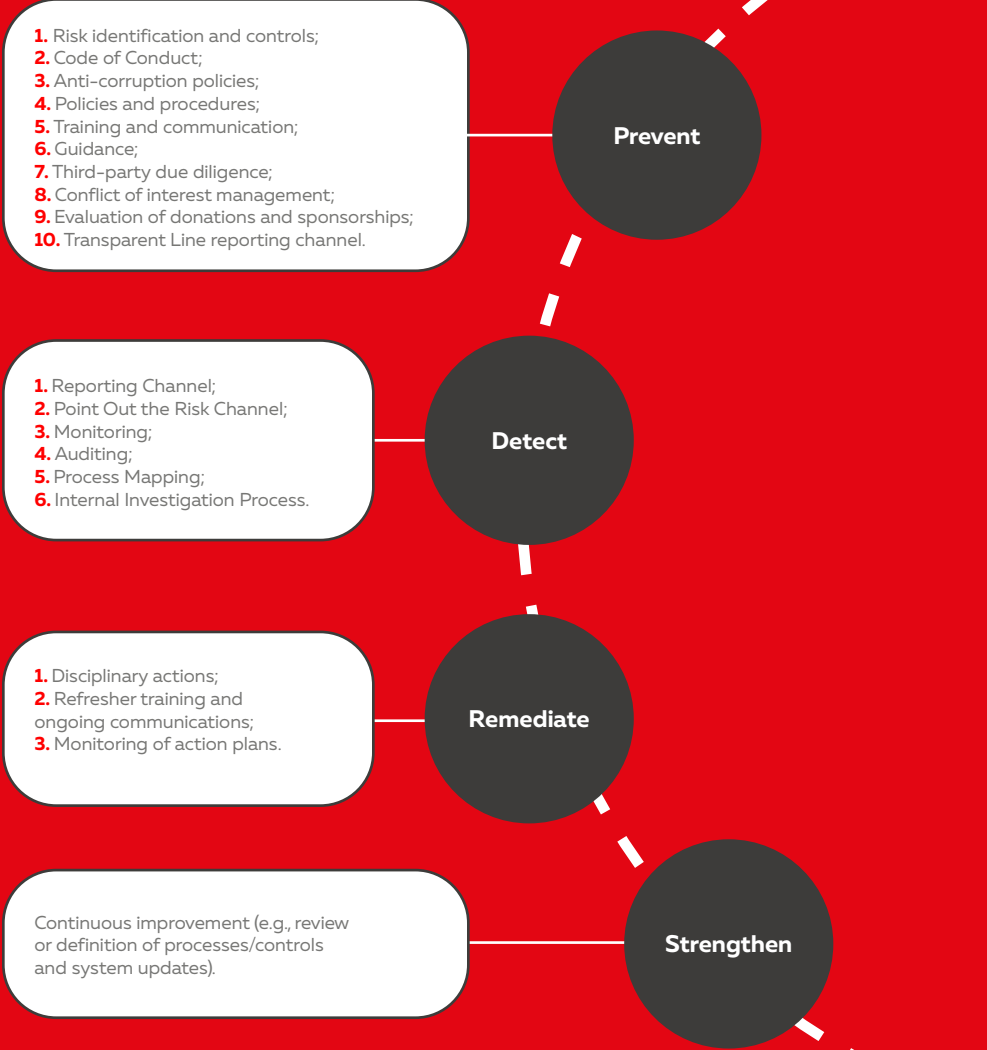 1. Risk identification and controls;
2. Code of Conduct;
3. Anti-corruption policies;
4. Policies and procedures;
5. Training and communication;
6. Guidance;
7. Third-party due diligence;
8. Conflict of interest management;
9. Evaluation of donations and sponsorships;
10. Transparent Line reporting channel.
Prevent
1. Reporting Channel;
2. Point Out the Risk Channel;
3. Monitoring;
4. Auditing;
5. Process Mapping;
6. Internal Investigation Process.
Detect
1. Disciplinary actions;
2. Refresher training and
ongoing communications;
3. Monitoring of action plans.
Remediate
Continuous improvement (e.g., review
or definition of processes/controls
and system updates).
Strengthen